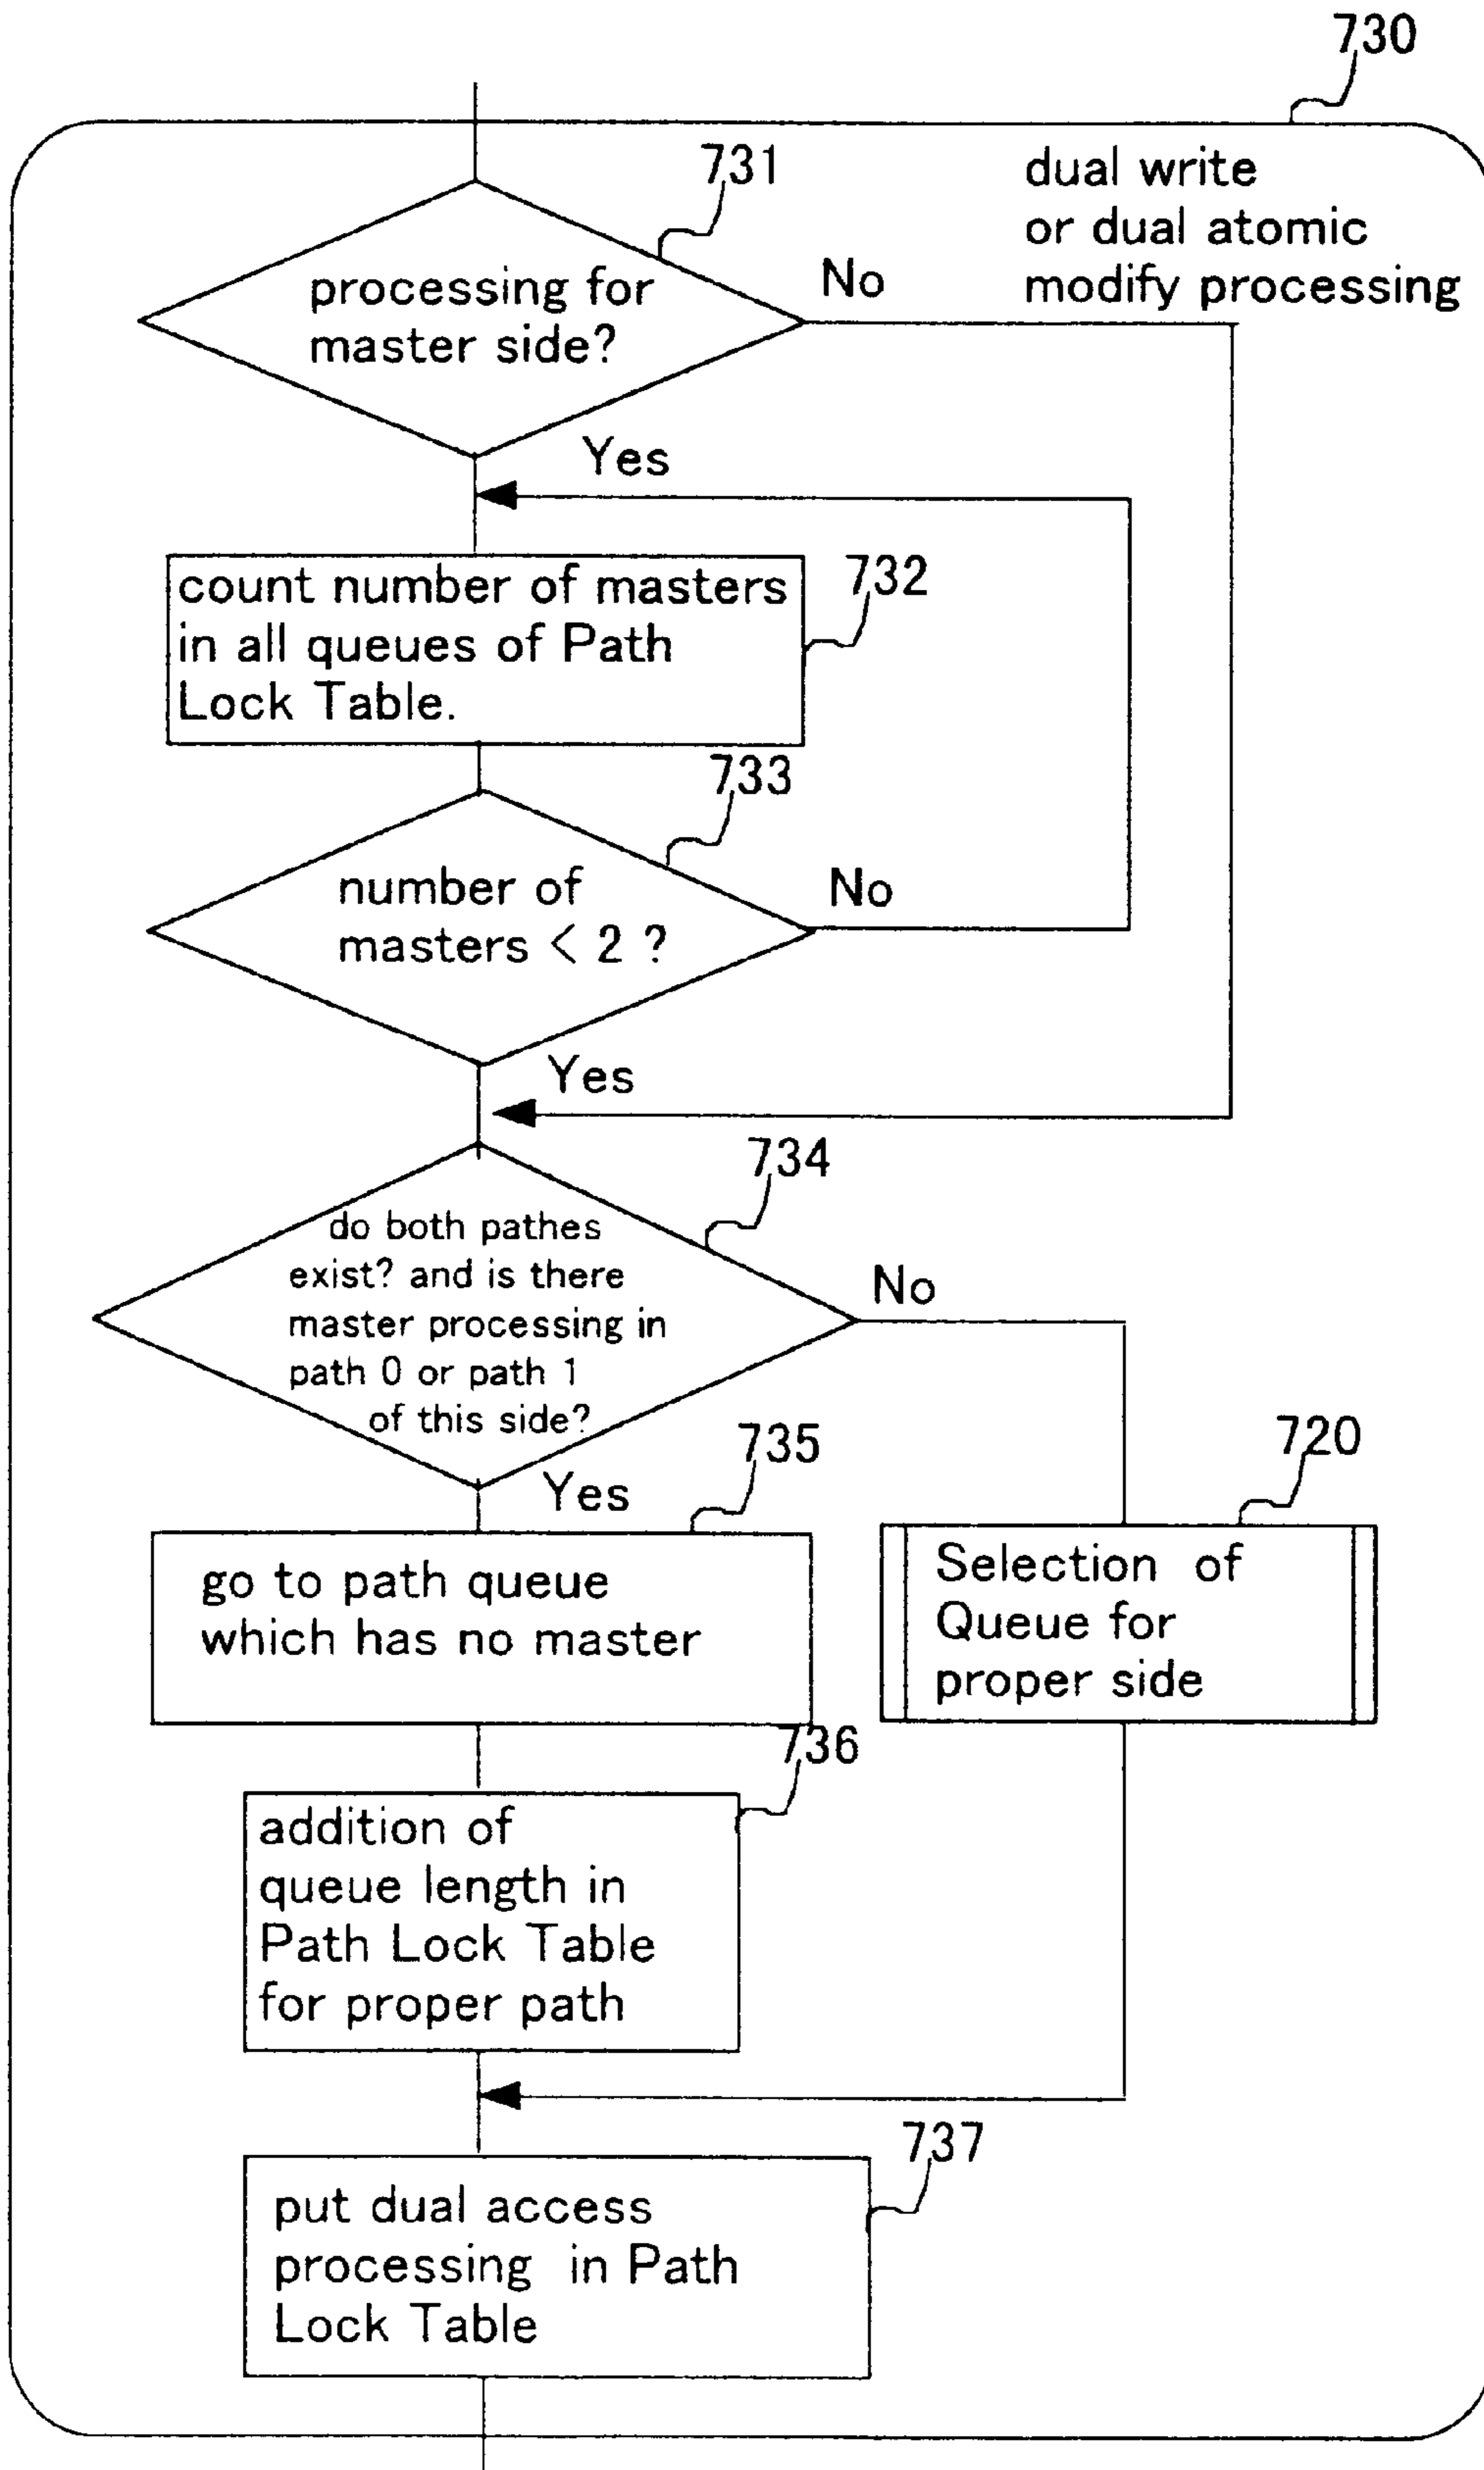 730
dual write
or dual atomic
modify processing
731
processing for
master side?
No
Yes
732
count number of masters
in all queues of Path
Lock Table.
733
number of
masters < 2 ?
No
Yes
734
do both pathes
exist? and is there
master processing in
path 0 or path 1
of this side?
No
Yes
735
go to path queue
which has no master
720
Selection of
Queue for
proper side
736
addition of
queue length in
Path Lock Table
for proper path
737
put dual access
processing in Path
Lock Table